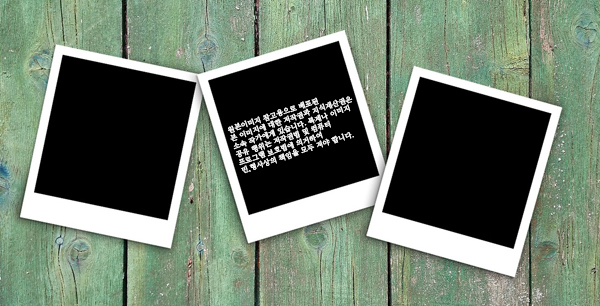 원본이미지 참고용으로 배포된
본 이미지에 대한 저작권과 지식재산권은
소속 작가에게 있습니다. 복제나 이미지
공유 행위는 저작권법 및 컴퓨터
프로그램 보호법에 의거하여
민.형사상의 책임을 모두 져야 합니다.